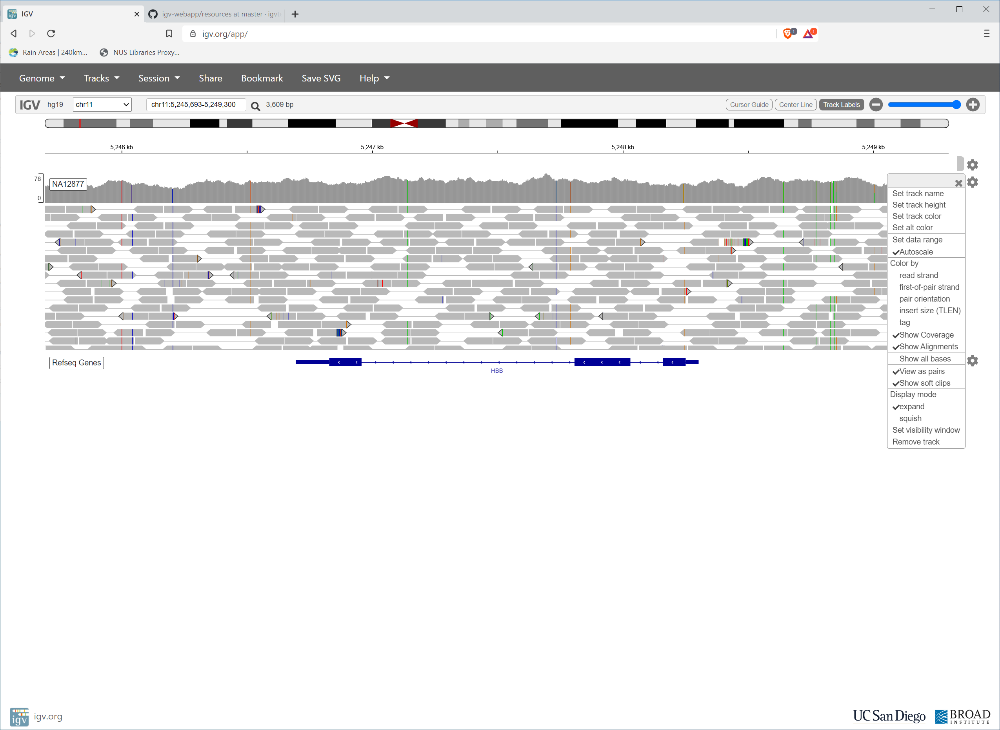 IGV
igv-webapp/resources at master · igvt
igv.org/app/
1
1
Rain Areas | 240km...
NUS Libraries Proxy...
Genome
Tracks
Session
Share
Bookmark
Save SVG
Help
IGV
hg19
chr11
chr11:5,245,693-5,249,300
3,609 bp
Cursor Guide
Center Line
Track Labels
5,246 kb
5,247 kb
5,248 kb
5,249 kb
78
0
NA12877
Set track name
Set track height
Set track color
Set alt color
Set data range
Autoscale
Color by
read strand
first-of-pair strand
pair orientation
insert size (TLEN)
tag
Show Coverage
Show Alignments
Show all bases
View as pairs
Show soft clips
Display mode
expand
squish
Set visibility window
Remove track
Refseq Genes
HBB
igv
igv.org
UC San Diego
BROAD
INSTITUTE